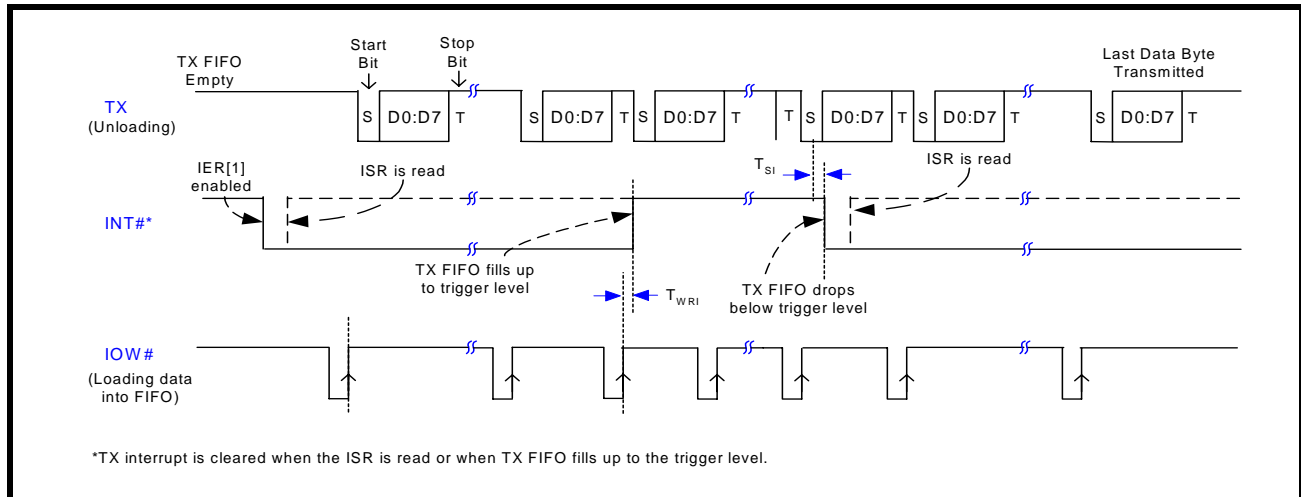 Start
Bit
Stop
Bit
TX FIFO
Empty
Last Data Byte
Transmitted
TX
(Unloading)
S D0:D7 T S D0:D7 T S D0:D7 T T S D0:D7 T S D0:D7 T S D0:D7 T
IER[1]
enabled
ISR is read
TSI
ISR is read
INT#*
TX FIFO fills up
to trigger level
TWRI
TX FIFO drops
below trigger level
IOW#
(Loading data
into FIFO)
*TX interrupt is cleared when the ISR is read or when TX FIFO fills up to the trigger level.